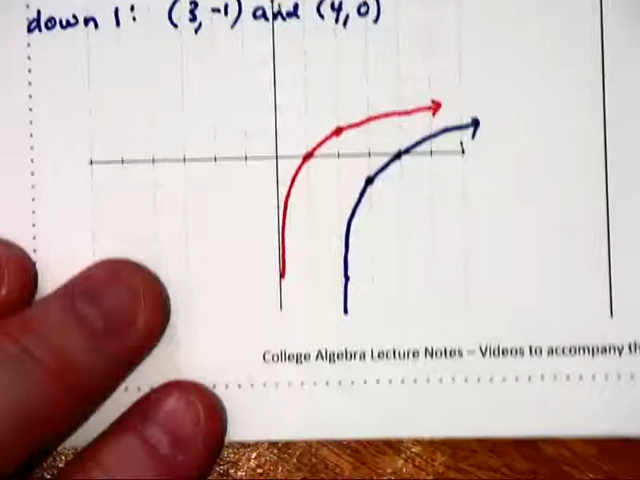 down 1: (3,-1) and (4,0)
College Algebra Lecture Notes – Videos to accompany th